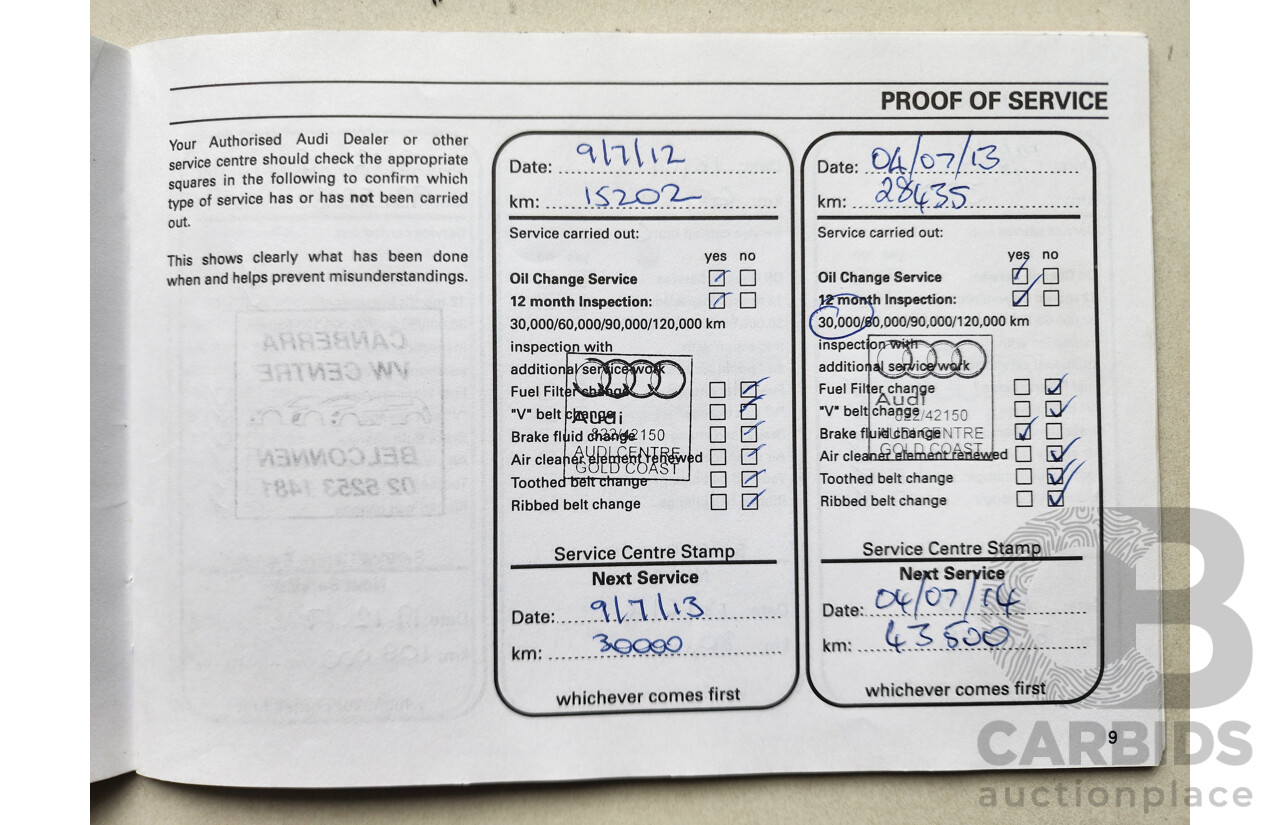 PROOF OF SERVICE
Your Authorised Audi Dealer or other
service centre should check the appropriate
squares in the following to confirm which
type of service has or has not been carried
out.
This shows clearly what has been done
when and helps prevent misunderstandings.
Date: 9/7/12
km: 15202
Service carried out:
yes no
Oil Change Service
12 month Inspection:
30,000/60,000/90,000/120,000 km
inspection with
additional service work
Fuel Filter change
"V" belt change
Audi
Brake fluid change
822/42150
AUDI CENTRE
Air cleaner element renewed
GOLD COAST
Toothed belt change
Ribbed belt change
Service Centre Stamp
Next Service
Date: 9/7/13
km: 30000
whichever comes first
Date: 04/07/13
km: 28435
Service carried out:
yes no
Oil Change Service
12 month Inspection:
30,000/60,000/90,000/120,000 km
inspection with
additional service work
Fuel Filter change
Audi
"V" belt change
822/42150
Brake fluid change
AUDI CENTRE
GOLD COAST
Air cleaner element renewed
Toothed belt change
Ribbed belt change
Service Centre Stamp
Next Service
Date: 04/07/14
km: 43500
whichever comes first
9
CANBERRA
VW CENTRE
BELCONNEN
02 6253 1481
CB
CARBIDS
auctionplace